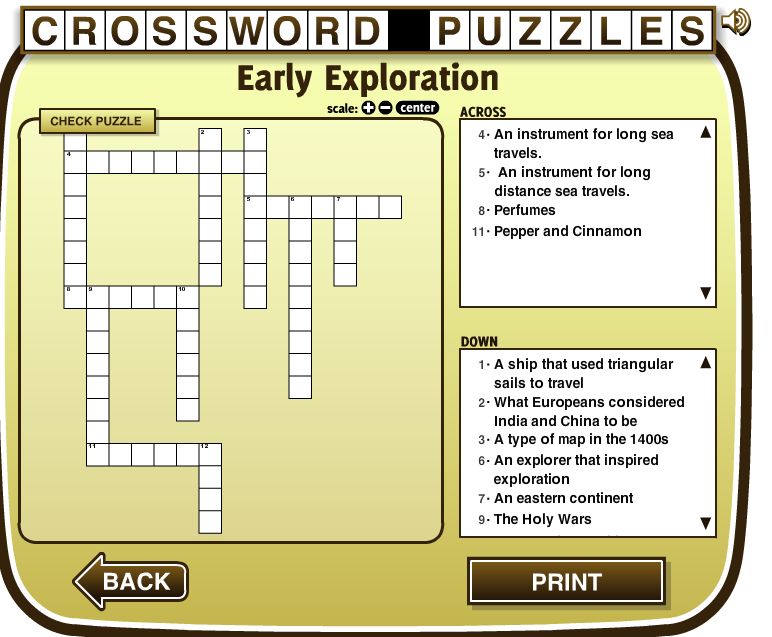 CROSSWORD PUZZLES
Early Exploration
scale: + − center
CHECK PUZZLE
ACROSS
4· An instrument for long sea
travels.
5· An instrument for long
distance sea travels.
8· Perfumes
11· Pepper and Cinnamon
2
3
4
5
6
7
8
9
10
11
12
DOWN
1· A ship that used triangular
sails to travel
2· What Europeans considered
India and China to be
3· A type of map in the 1400s
6· An explorer that inspired
exploration
7· An eastern continent
9· The Holy Wars
BACK
PRINT